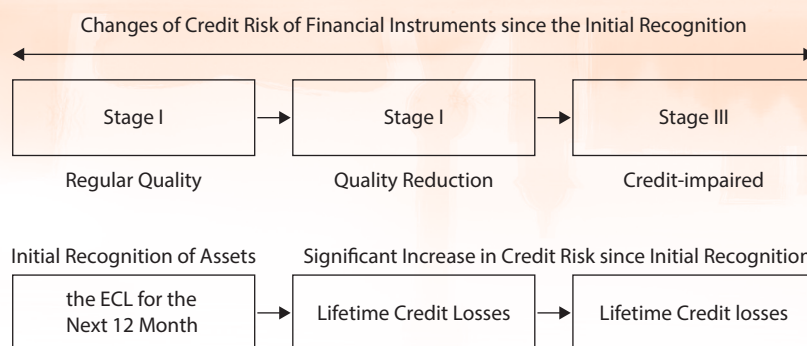 Changes of Credit Risk of Financial Instruments since the Initial Recognition
Stage I
Stage I
Stage III
Regular Quality
Quality Reduction
Credit-impaired
Initial Recognition of Assets
Significant Increase in Credit Risk since Initial Recognition
the ECL for the
Next 12 Month
Lifetime Credit Losses
Lifetime Credit losses